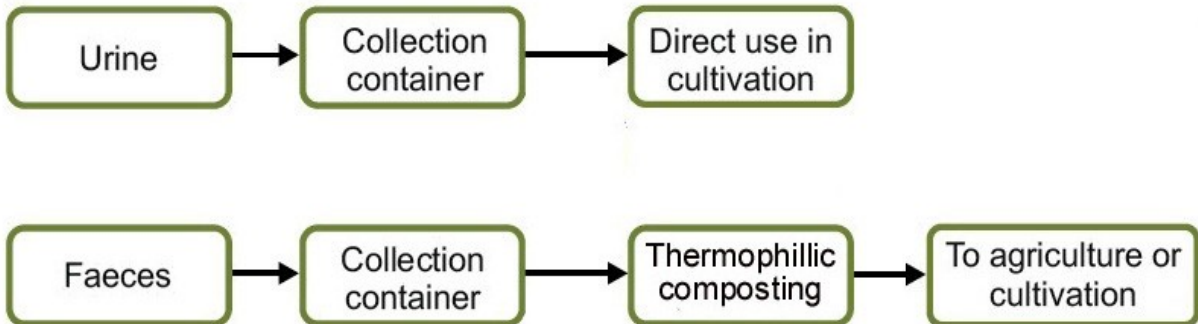 Urine
Collection
container
Direct use in
cultivation
Faeces
Collection
container
Thermophillic
composting
To agriculture or
cultivation